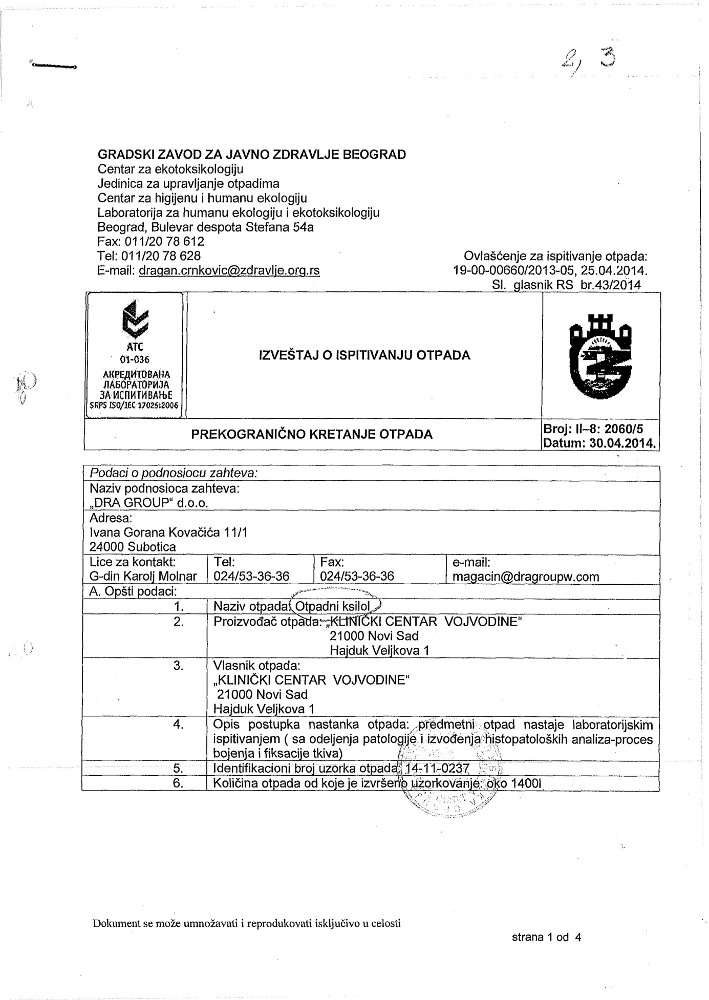 2, 3
GRADSKI ZAVOD ZA JAVNO ZDRAVLJE BEOGRAD
Centar za ekotoksikologiju
Jedinica za upravljanje otpadima
Centar za higijenu i humanu ekologiju
Laboratorija za humanu ekologiju i ekotoksikologiju
Beograd, Bulevar despota Stefana 54a
Fax: 011/20 78 612
Tel: 011/20 78 628
E-mail: dragan.crnkovic@zdravlje.org.rs
Ovlašćenje za ispitivanje otpada:
19-00-00660/2013-05, 25.04.2014.
Sl. glasnik RS br.43/2014
ATC
01-036
АКРЕДИТОВАНА
ЛАБОРАТОРИЈА
ЗА ИСПИТИВАЊЕ
SRPS ISO/IEC 17025:2006
IZVEŠTAJ O ISPITIVANJU OTPADA
PREKOGRANIČNO KRETANJE OTPADA
Broj: II–8: 2060/5
Datum: 30.04.2014.
Podaci o podnosiocu zahteva:
Naziv podnosioca zahteva:
„DRA GROUP“ d.o.o.
Adresa:
Ivana Gorana Kovačića 11/1
24000 Subotica
Lice za kontakt:
G-din Karolj Molnar
Tel:
024/53-36-36
Fax:
024/53-36-36
e-mail:
magacin@dragroupw.com
A. Opšti podaci:
1. Naziv otpada: Otpadni ksilol
2. Proizvođač otpada: „KLINIČKI CENTAR VOJVODINE“
21000 Novi Sad
Hajduk Veljkova 1
3. Vlasnik otpada:
„KLINIČKI CENTAR VOJVODINE“
21000 Novi Sad
Hajduk Veljkova 1
4. Opis postupka nastanka otpada: predmetni otpad nastaje laboratorijskim
ispitivanjem ( sa odeljenja patologije i izvođenja histopatoloških analiza-proces
bojenja i fiksacije tkiva)
5. Identifikacioni broj uzorka otpada: 14-11-0237
6. Količina otpada od koje je izvršeno uzorkovanje: oko 1400l
Dokument se može umnožavati i reprodukovati isključivo u celosti
strana 1 od 4